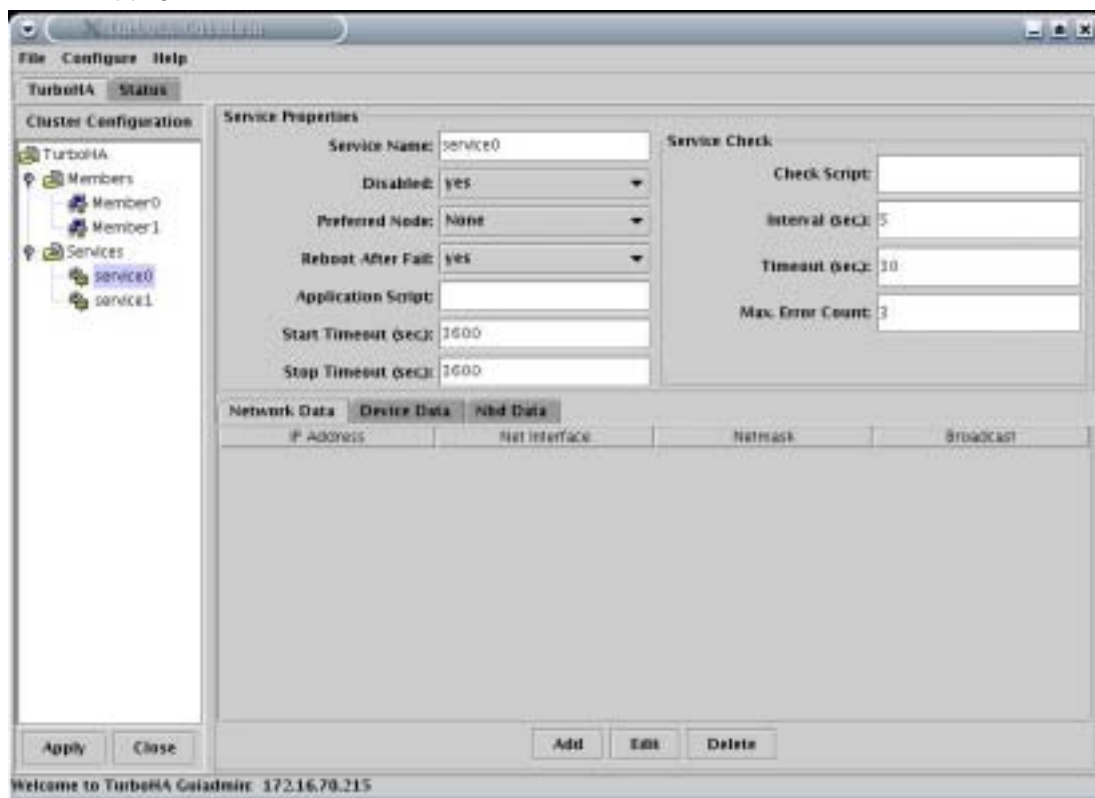 TurboHA Guiadmin
File Configure Help
TurboHA Status
Cluster Configuration
TurboHA
Members
Member0
Member1
Services
service0
service1
Apply Close
Service Properties
Service Name: service0
Disabled: yes
Preferred Node: None
Reboot After Fail: yes
Application Script:
Start Timeout (sec.): 3600
Stop Timeout (sec.): 3600
Service Check
Check Script:
Interval (sec.): 5
Timeout (sec.): 30
Max. Error Count: 3
Network Data Device Data Nbd Data
IP Address Net Interface Netmask Broadcast
Add Edit Delete
Welcome to TurboHA Guiadmin: 172.16.70.215